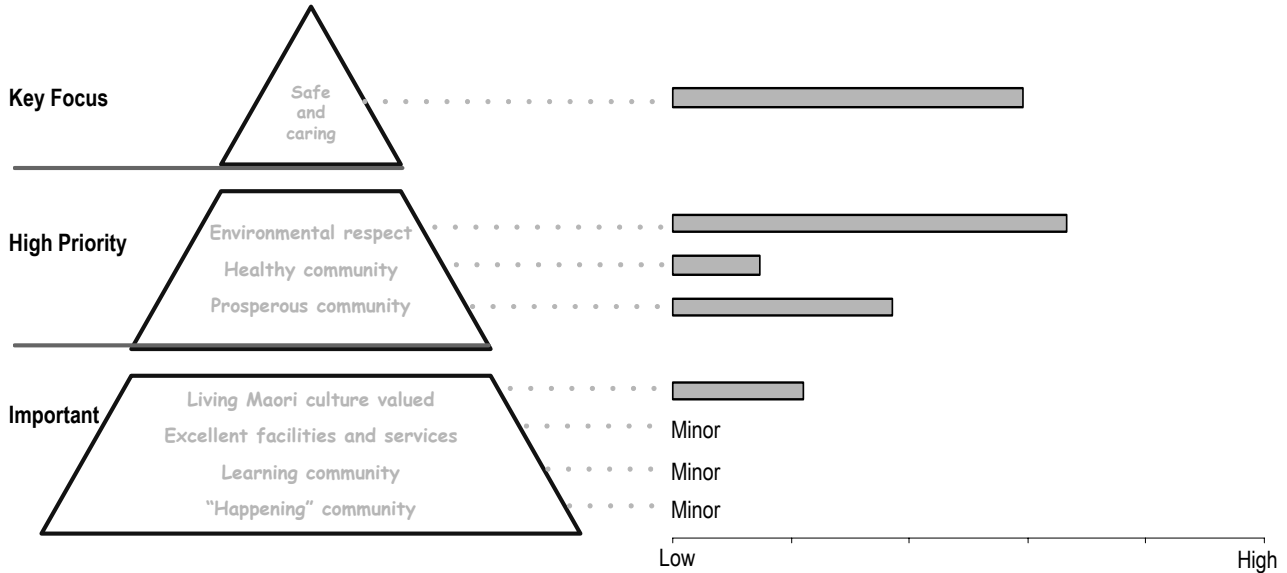 Key Focus
Safe
and
caring
High Priority
Environmental respect
Healthy community
Prosperous community
Important
Living Maori culture valued
Excellent facilities and services
Minor
Learning community
Minor
“Happening” community
Minor
Low
High